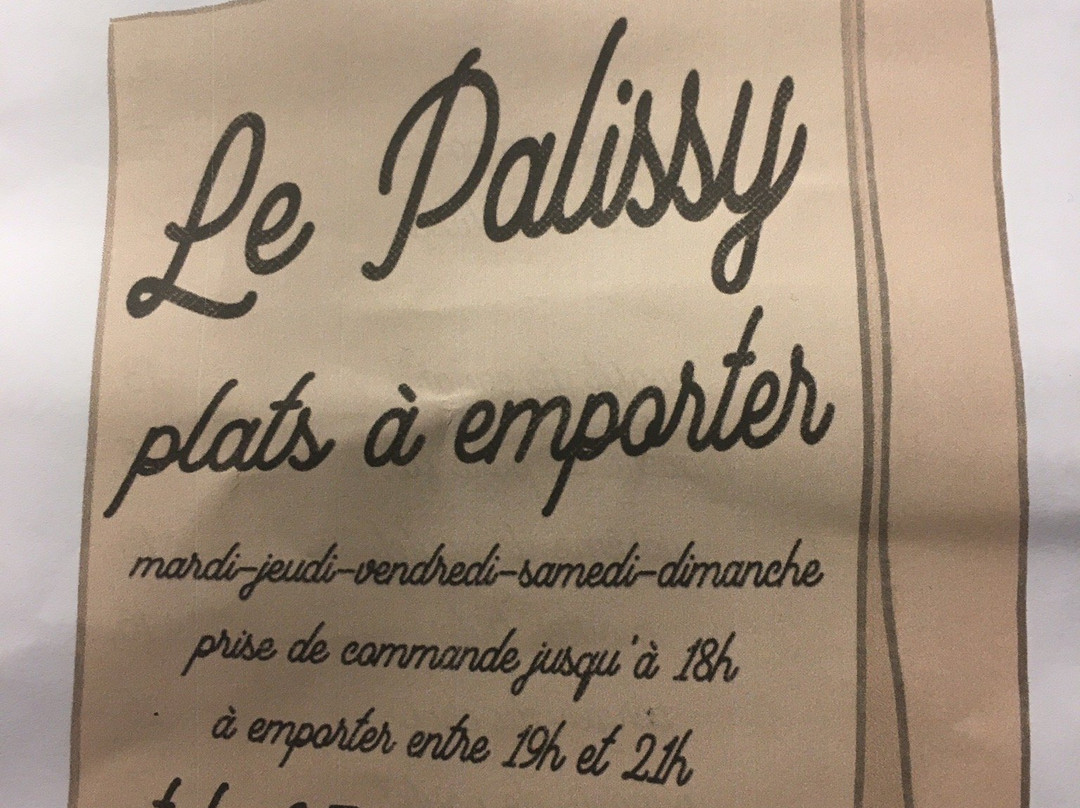 Le Palissy
plats à emporter
mardi-jeudi-vendredi-samedi-dimanche
prise de commande jusqu'à 18h
à emporter entre 19h et 21h